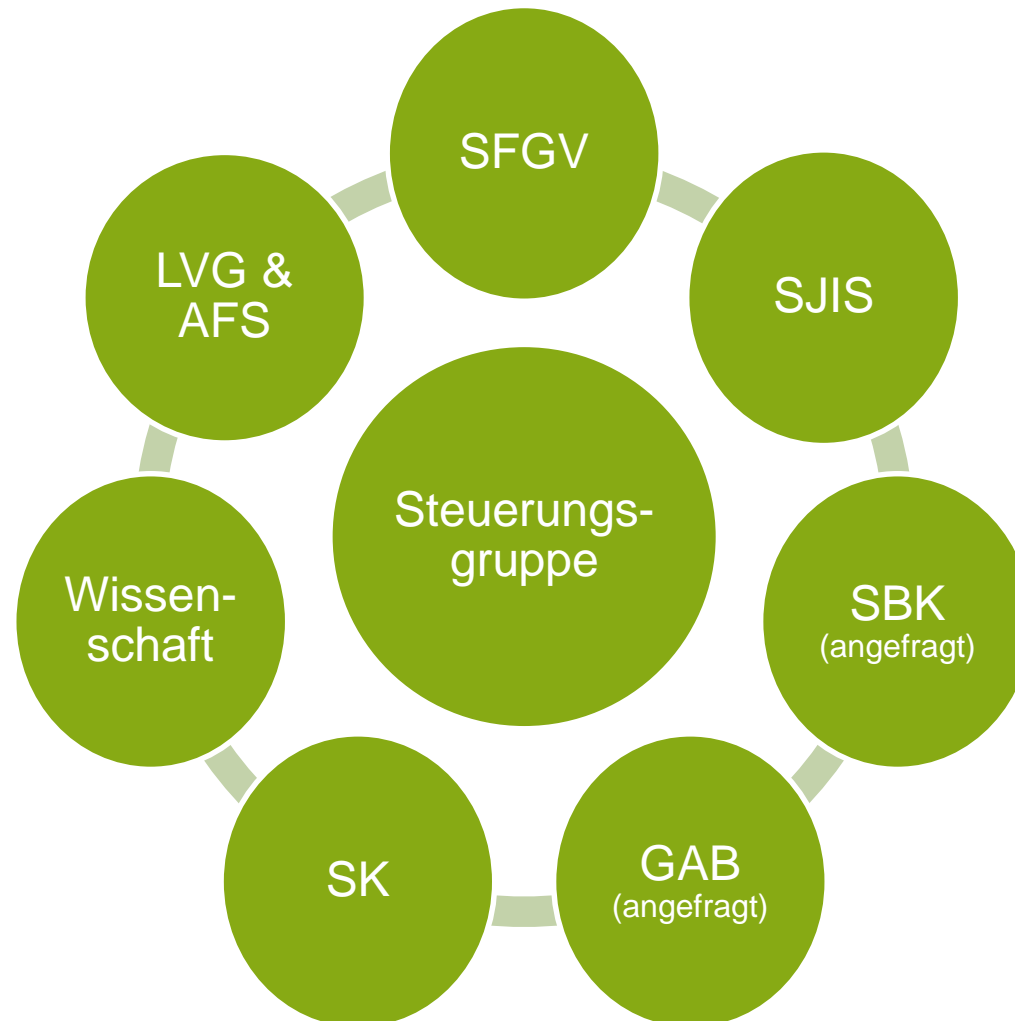 SFGV
SJIS
SBK
(angefragt)
GAB
(angefragt)
SK
Wissen-
schaft
LVG &
AFS
Steuerungs-
gruppe